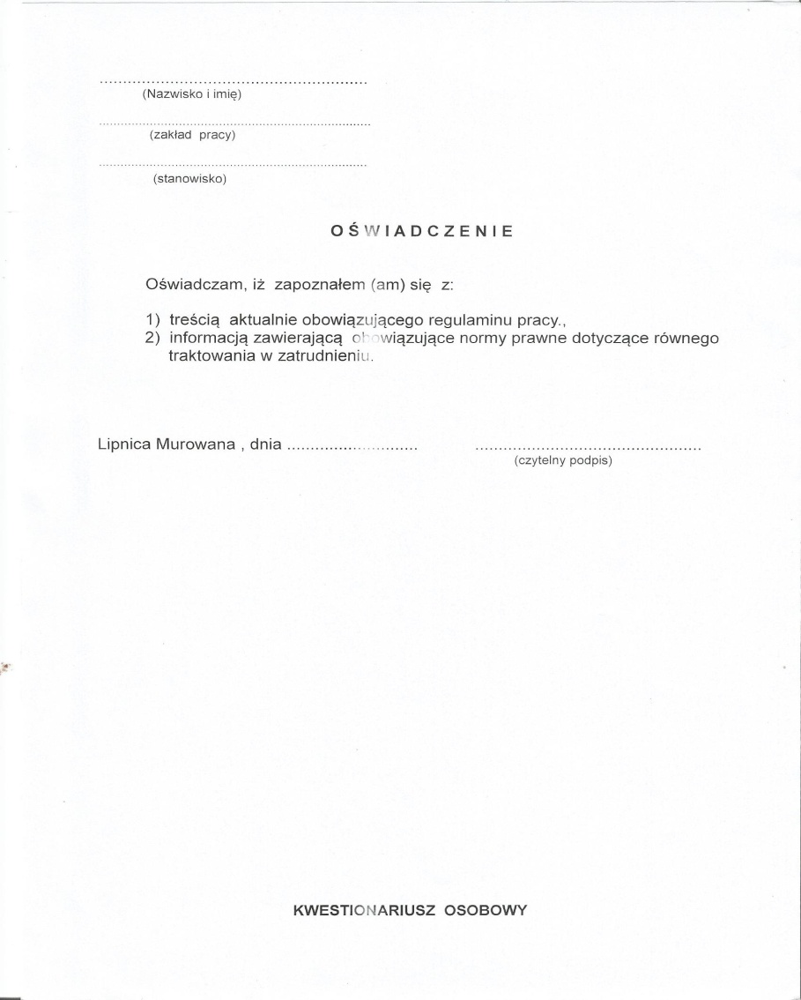 ........................................................
(Nazwisko i imię)
........................................................
(zakład pracy)
........................................................
(stanowisko)
OŚWIADCZENIE
Oświadczam, iż zapoznałem (am) się z:
1) treścią aktualnie obowiązującego regulaminu pracy.,
2) informacją zawierającą obowiązujące normy prawne dotyczące równego
traktowania w zatrudnieniu.
Lipnica Murowana , dnia ............................ ................................................
(czytelny podpis)
KWESTIONARIUSZ OSOBOWY